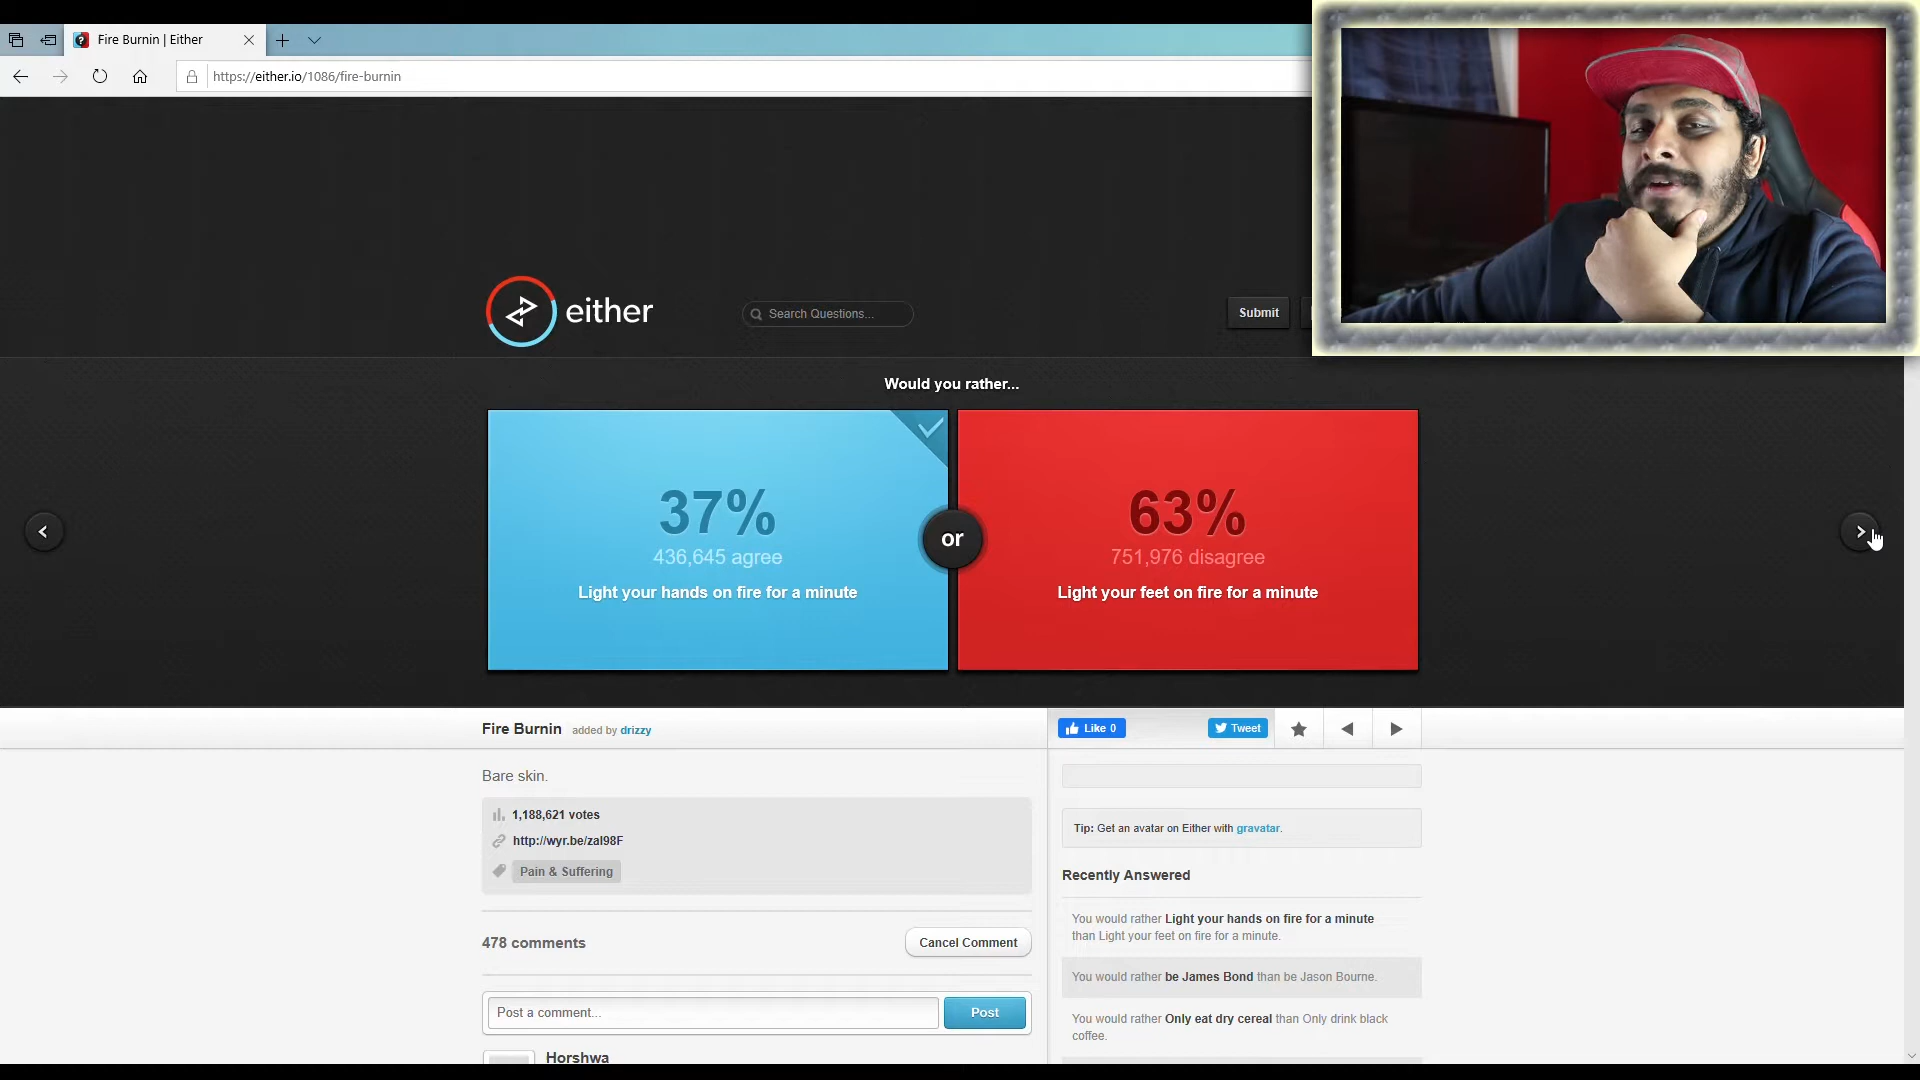 Fire Burnin | Either
https://either.io/1086/fire-burnin
either
Search Questions...
Submit
Would you rather...
37%
436,645 agree
Light your hands on fire for a minute
or
63%
751,976 disagree
Light your feet on fire for a minute
Fire Burnin added by drizzy
Like 0
Tweet
Bare skin.
1,188,621 votes
http://wyr.be/zaI98F
Pain & Suffering
478 comments
Cancel Comment
Post a comment...
Post
Horshwa
Tip: Get an avatar on Either with gravatar.
Recently Answered
You would rather Light your hands on fire for a minute
than Light your feet on fire for a minute.
You would rather be James Bond than be Jason Bourne.
You would rather Only eat dry cereal than Only drink black
coffee.